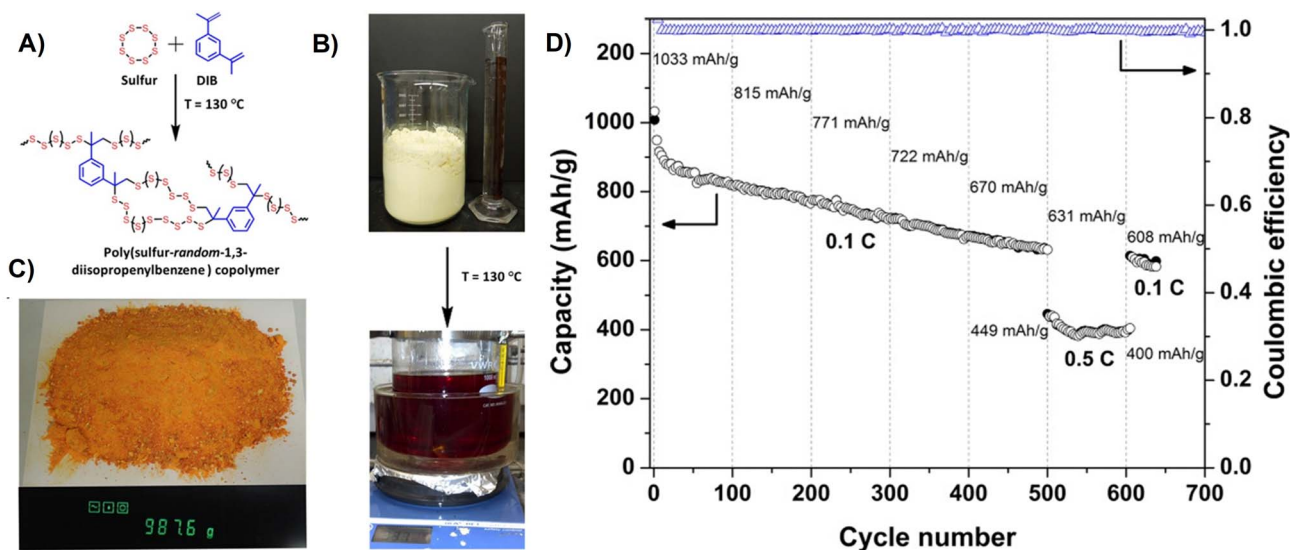 A)
S S S S S S S S
+
Sulfur
DIB
T = 130 °C
Poly(sulfur-random-1,3-
diisopropenylbenzene) copolymer
B)
T = 130 °C
VWR
C)
987.6 g
D)
Capacity (mAh/g)
1200
1000
800
600
400
200
0
1033 mAh/g
815 mAh/g
771 mAh/g
722 mAh/g
670 mAh/g
631 mAh/g
608 mAh/g
0.1 C
0.1 C
449 mAh/g
0.5 C
400 mAh/g
0 100 200 300 400 500 600 700
Cycle number
1.0
0.8
0.6
0.4
0.2
0.0
Coulombic efficiency